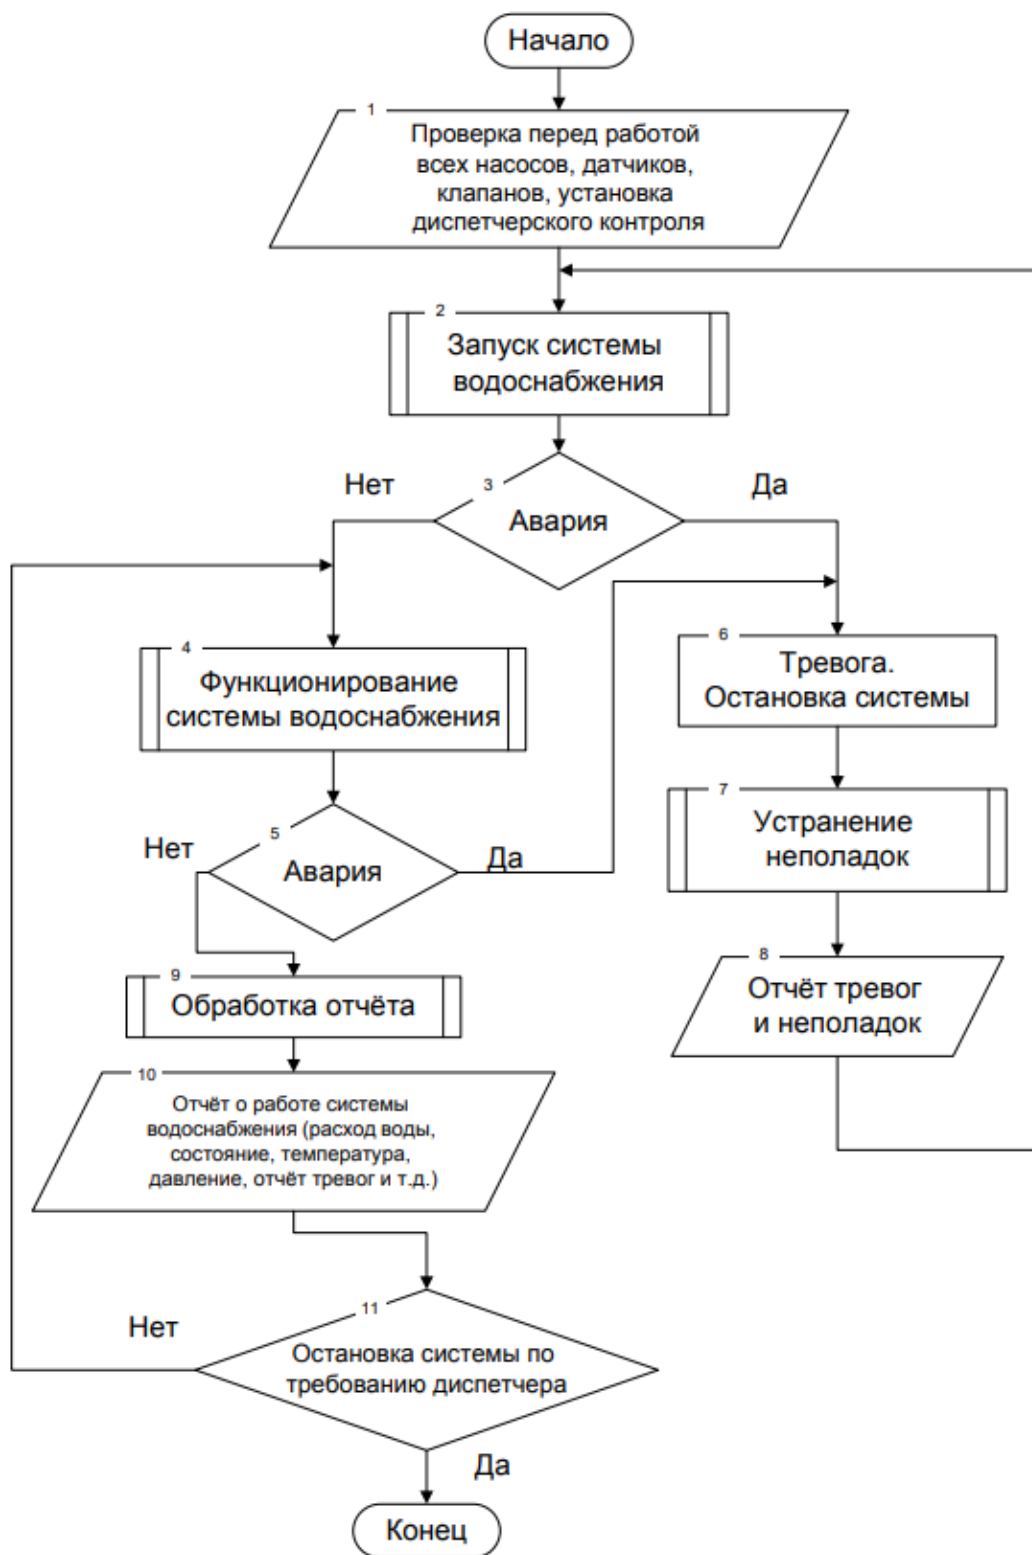 Начало
1
Проверка перед работой
всех насосов, датчиков,
клапанов, установка
диспетчерского контроля
2
Запуск системы
водоснабжения
Нет
3
Да
Авария
4
Функционирование
системы водоснабжения
6
Тревога.
Остановка системы
5
Нет
Авария
Да
7
Устранение
неполадок
9
Обработка отчёта
8
Отчёт тревог
и неполадок
10
Отчёт о работе системы
водоснабжения (расход воды,
состояние, температура,
давление, отчёт тревог и т.д.)
11
Нет
Остановка системы по
требованию диспетчера
Да
Конец